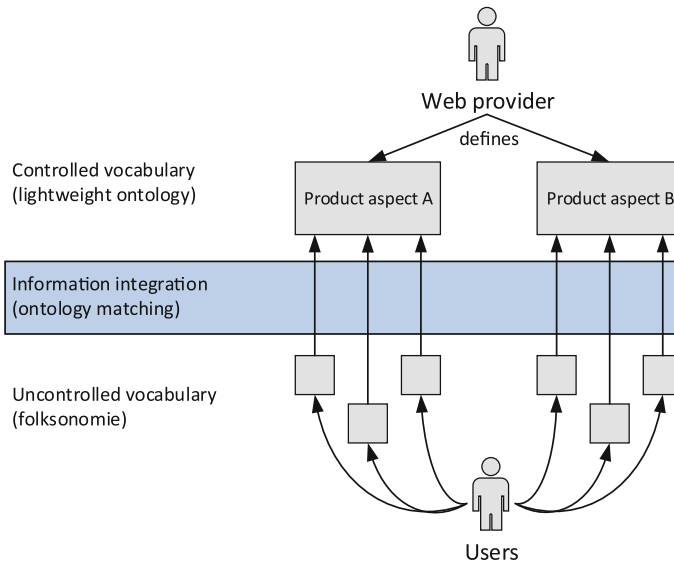 Web provider
defines
Controlled vocabulary
(lightweight ontology)
Product aspect A
Product aspect B
Information integration
(ontology matching)
Uncontrolled vocabulary
(folksonomie)
Users